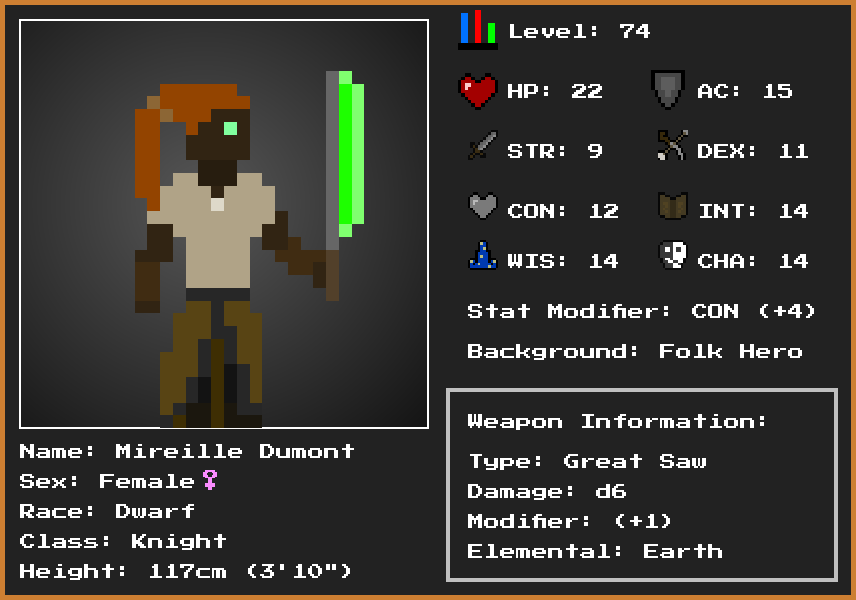 Level: 74
HP: 22
AC: 15
STR: 9
DEX: 11
CON: 12
INT: 14
WIS: 14
CHA: 14
Stat Modifier: CON (+4)
Background: Folk Hero
Weapon Information:
Type: Great Saw
Damage: d6
Modifier: (+1)
Elemental: Earth
Name: Mireille Dumont
Sex: Female♀
Race: Dwarf
Class: Knight
Height: 117cm (3'10")